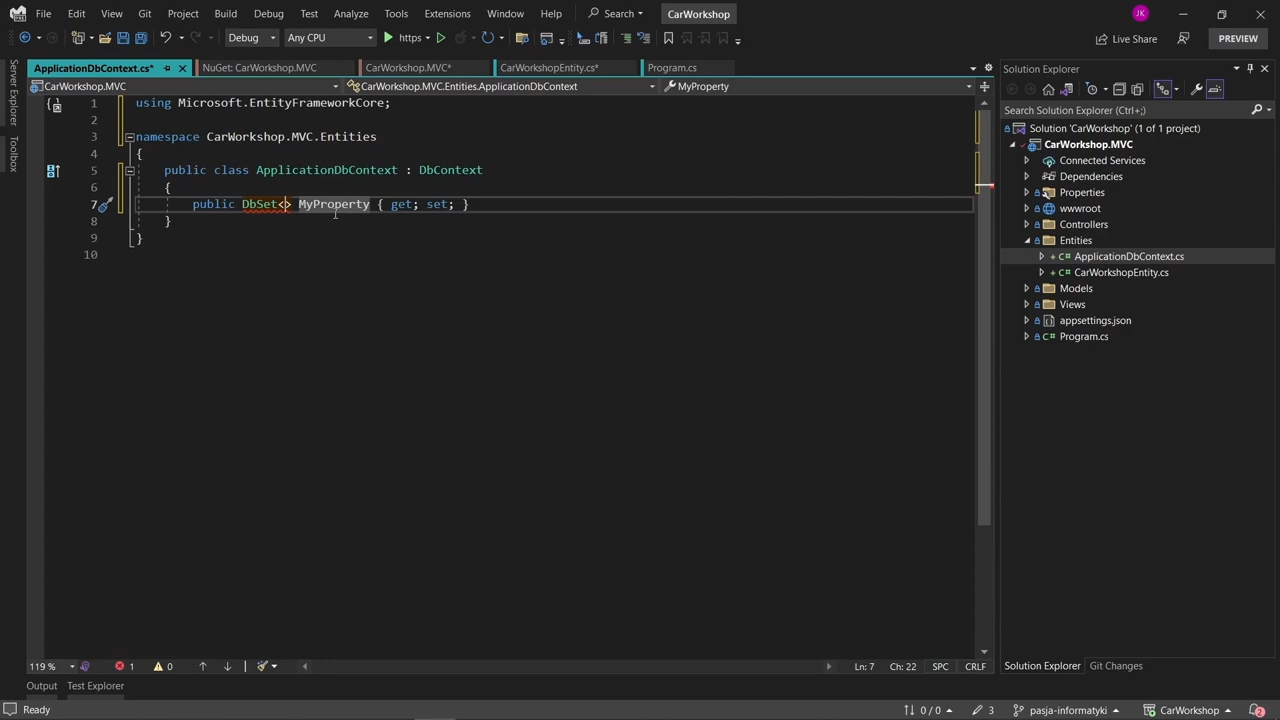 File Edit View Git Project Build Debug Test Analyze Tools Extensions Window Help Search CarWorkshop JK
Debug Any CPU https Live Share PREVIEW
ApplicationDbContext.cs* NuGet: CarWorkshop.MVC CarWorkshop.MVC* CarWorkshopEntity.cs* Program.cs
CarWorkshop.MVC CarWorkshop.MVC.Entities.ApplicationDbContext MyProperty
Server Explorer
Toolbox
1 using Microsoft.EntityFrameworkCore;
2
3 namespace CarWorkshop.MVC.Entities
4 {
5 public class ApplicationDbContext : DbContext
6 {
7 public DbSet<> MyProperty { get; set; }
8 }
9 }
10
Solution Explorer
Search Solution Explorer (Ctrl+;)
Solution 'CarWorkshop' (1 of 1 project)
CarWorkshop.MVC
Connected Services
Dependencies
Properties
wwwroot
Controllers
Entities
C# ApplicationDbContext.cs
C# CarWorkshopEntity.cs
Models
Views
appsettings.json
C# Program.cs
119 % 1 0 Ln: 7 Ch: 22 SPC CRLF
Solution Explorer Git Changes
Output Test Explorer
Ready 0 / 0 3 pasja-informatyki CarWorkshop 2